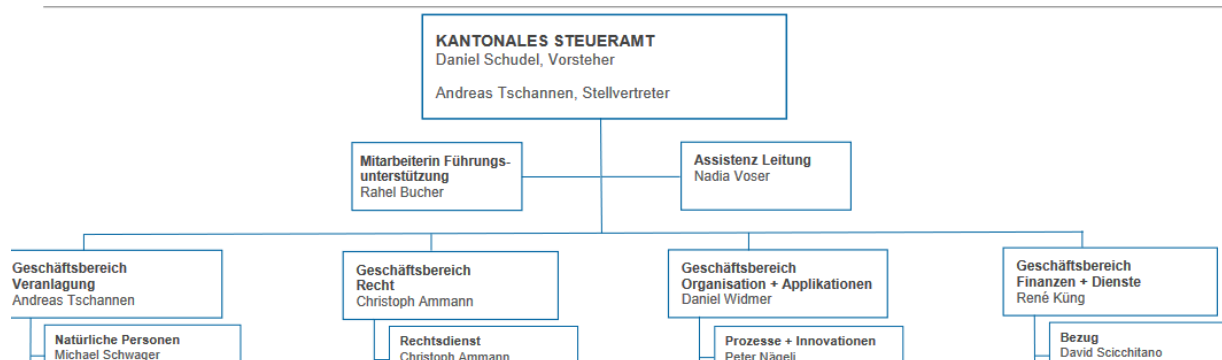 KANTONALES STEUERAMT
Daniel Schudel, Vorsteher
Andreas Tschannen, Stellvertreter
Mitarbeiterin Führungs-
unterstützung
Rahel Bucher
Assistenz Leitung
Nadia Voser
Geschäftsbereich
Veranlagung
Andreas Tschannen
Geschäftsbereich
Recht
Christoph Ammann
Geschäftsbereich
Organisation + Applikationen
Daniel Widmer
Geschäftsbereich
Finanzen + Dienste
René Küng
Natürliche Personen
Michael Schwager
Rechtsdienst
Christoph Ammann
Prozesse + Innovationen
Peter Nägeli
Bezug
David Scicchitano